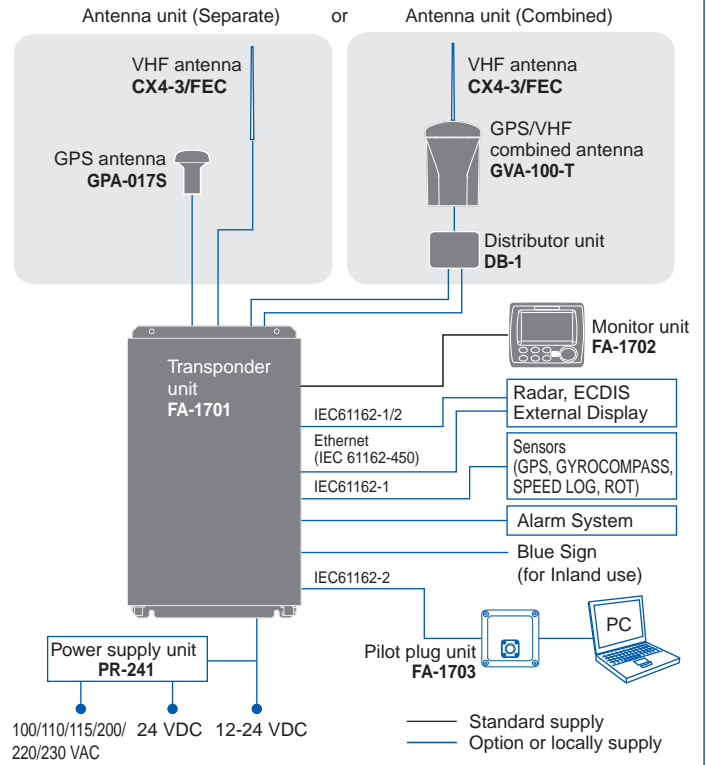 Antenna unit (Separate) or Antenna unit (Combined)
VHF antenna
CX4-3/FEC
GPS antenna
GPA-017S
VHF antenna
CX4-3/FEC
GPS/VHF
combined antenna
GVA-100-T
Distributor unit
DB-1
Transponder
unit
FA-1701
Monitor unit
FA-1702
IEC61162-1/2
Radar, ECDIS
External Display
Ethernet
(IEC 61162-450)
IEC61162-1
Sensors
(GPS, GYROCOMPASS,
SPEED LOG, ROT)
Alarm System
Blue Sign
(for Inland use)
IEC61162-2
Pilot plug unit
FA-1703
PC
Power supply unit
PR-241
100/110/115/200/
220/230 VAC
24 VDC
12-24 VDC
Standard supply
Option or locally supply